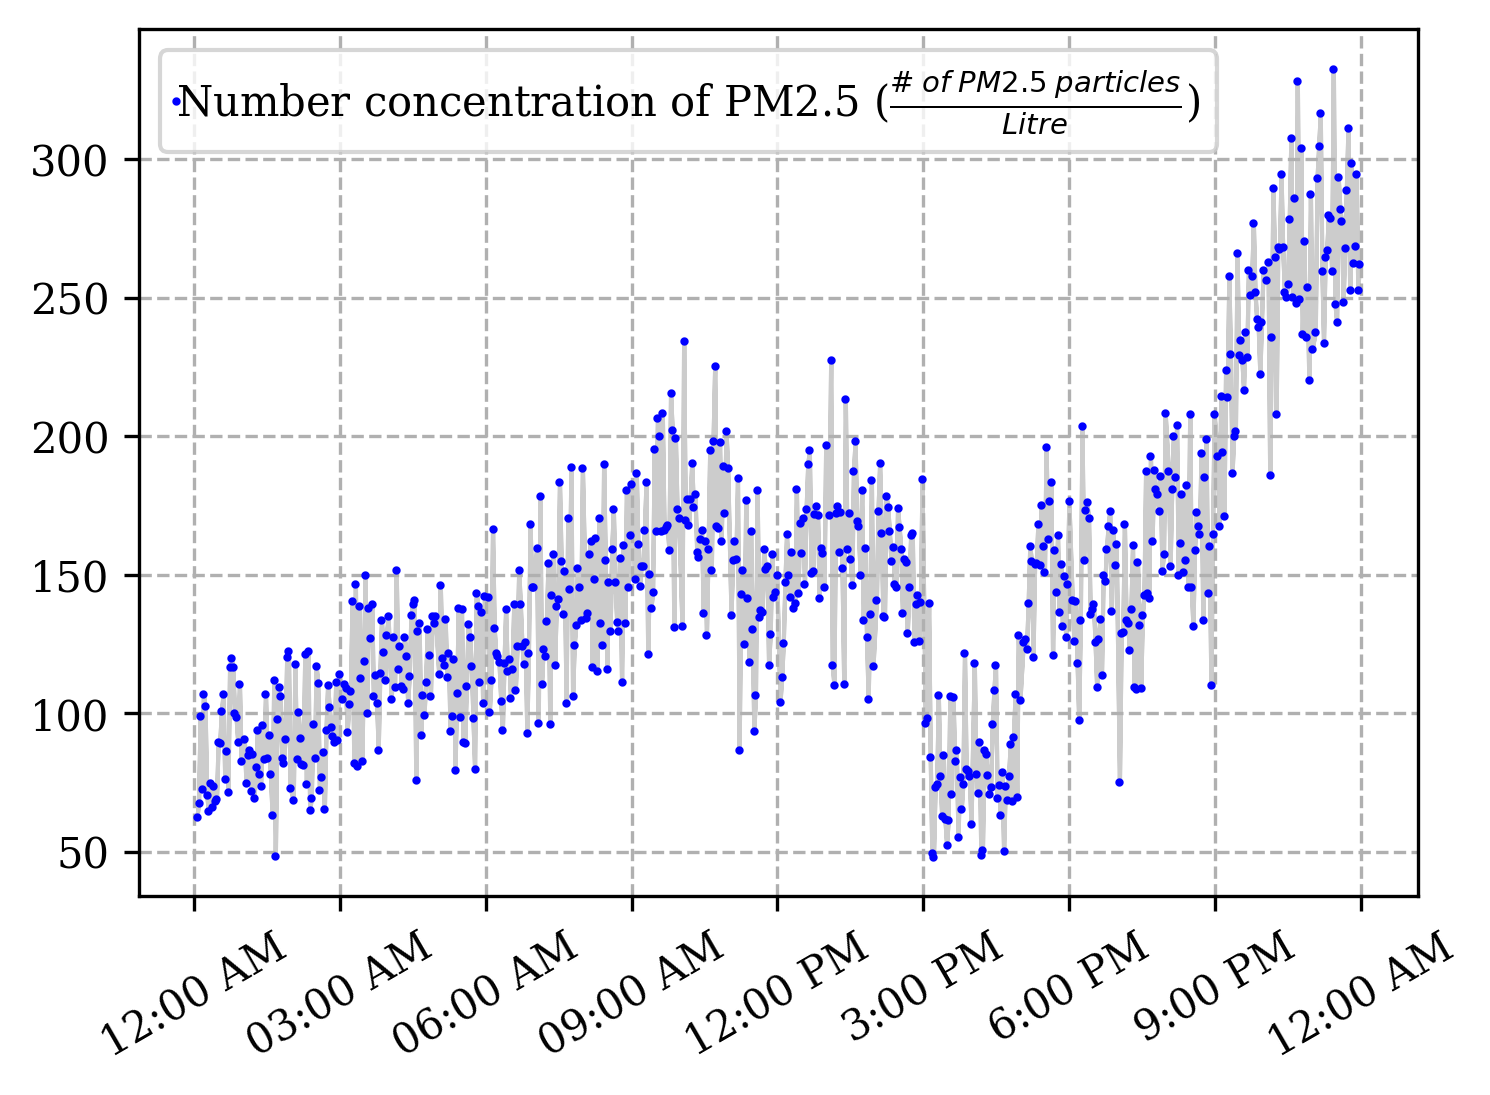 Number concentration of PM2.5 (# of PM2.5 particles / Litre)
300
250
200
150
100
50
12:00 AM
03:00 AM
06:00 AM
09:00 AM
12:00 PM
3:00 PM
6:00 PM
9:00 PM
12:00 AM